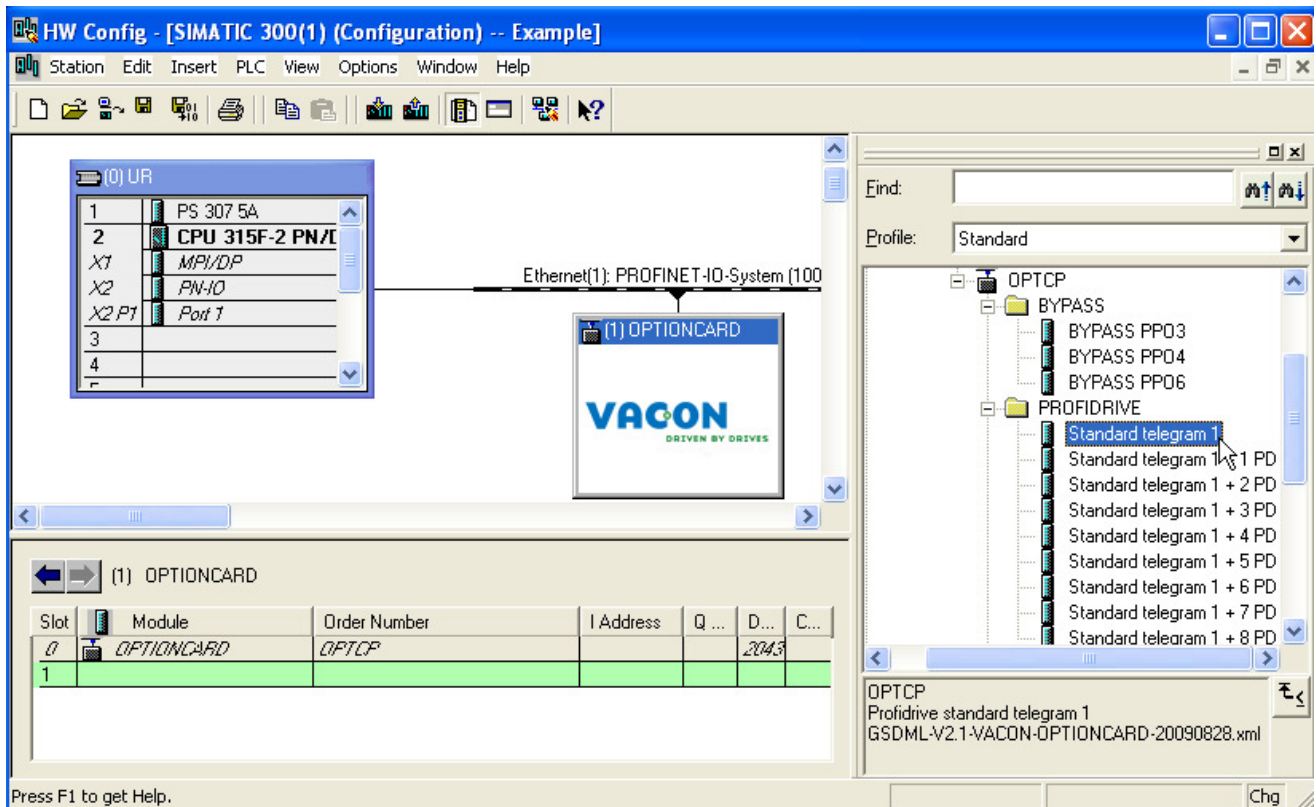 HW Config - [SIMATIC 300(1) (Configuration) -- Example]
Station Edit Insert PLC View Options Window Help
(0) UR
1 PS 307 5A
2 CPU 315F-2 PN/D
X1 MPI/DP
X2 PN-IO
X2 P1 Port 1
3
4
Ethernet(1): PROFINET-IO-System (100
(1) OPTIONCARD
VACON
DRIVEN BY DRIVES
Find:
Profile: Standard
OPTCP
BYPASS
BYPASS PPO3
BYPASS PPO4
BYPASS PPO6
PROFIDRIVE
Standard telegram 1
Standard telegram 1 + 1 PD
Standard telegram 1 + 2 PD
Standard telegram 1 + 3 PD
Standard telegram 1 + 4 PD
Standard telegram 1 + 5 PD
Standard telegram 1 + 6 PD
Standard telegram 1 + 7 PD
Standard telegram 1 + 8 PD
(1) OPTIONCARD
Slot Module Order Number I Address Q ... D... C...
0 OPTIONCARD OPTCP 2043
1
OPTCP
Profidrive standard telegram 1
GSDML-V2.1-VACON-OPTIONCARD-20090828.xml
Press F1 to get Help.
Chg